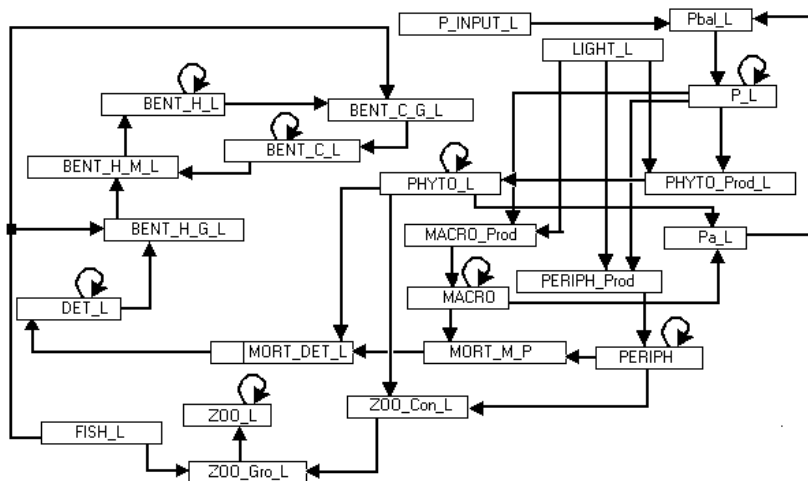 P_INPUT_L
Pbal_L
LIGHT_L
BENT_H_L
P_L
BENT_C_G_L
BENT_C_L
BENT_H_M_L
PHYTO_L
PHYTO_Prod_L
BENT_H_G_L
MACRO_Prod
Pa_L
PERIPH_Prod
DET_L
MACRO
MORT_DET_L
MORT_M_P
PERIPH
ZOO_L
ZOO_Con_L
FISH_L
ZOO_Gro_L